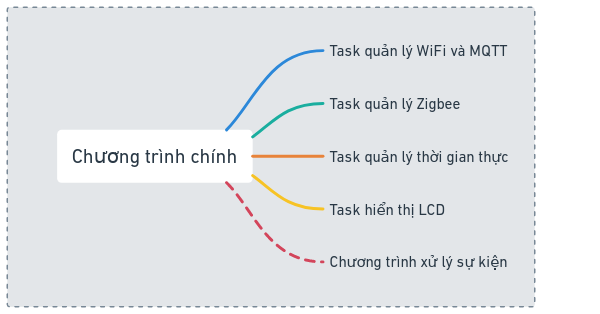 Task quản lý WiFi và MQTT
Task quản lý Zigbee
Chương trình chính
Task quản lý thời gian thực
Task hiển thị LCD
Chương trình xử lý sự kiện